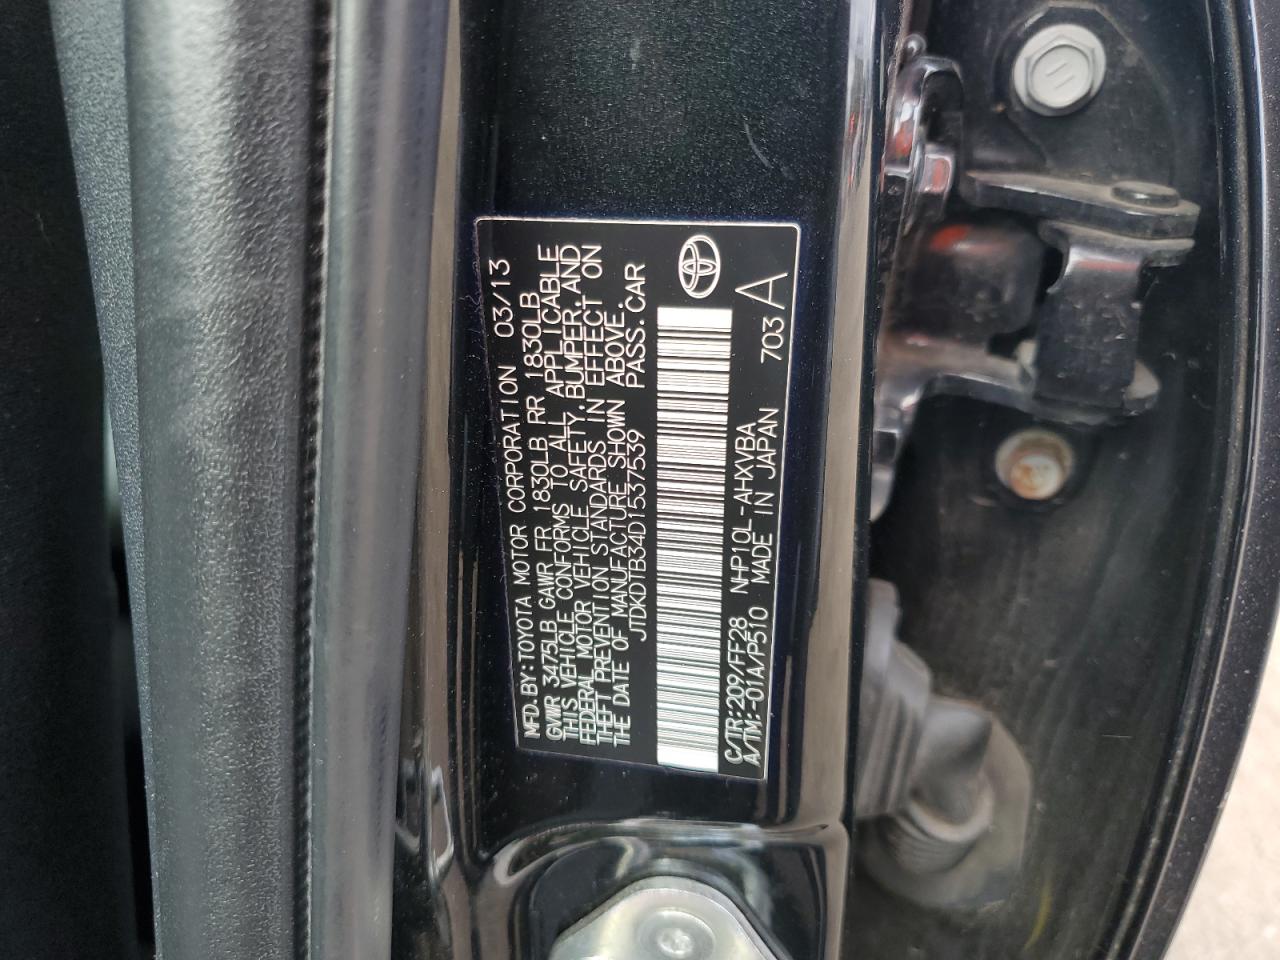 MFD.BY:TOYOTA MOTOR CORPORATION 03/13
GVWR 3475LB GAWR FR 1830LB RR 1830LB
THIS VEHICLE CONFORMS TO ALL APPLICABLE
FEDERAL MOTOR VEHICLE SAFETY,BUMPER,AND
THEFT PREVENTION STANDARDS IN EFFECT ON
THE DATE OF MANUFACTURE SHOWN ABOVE.
JTDKDTB34D1537539 PASS.CAR
C/TR:209/FF28 NHP10L-AHXVBA 703
A/TM:-01A/P510 MADE IN JAPAN A